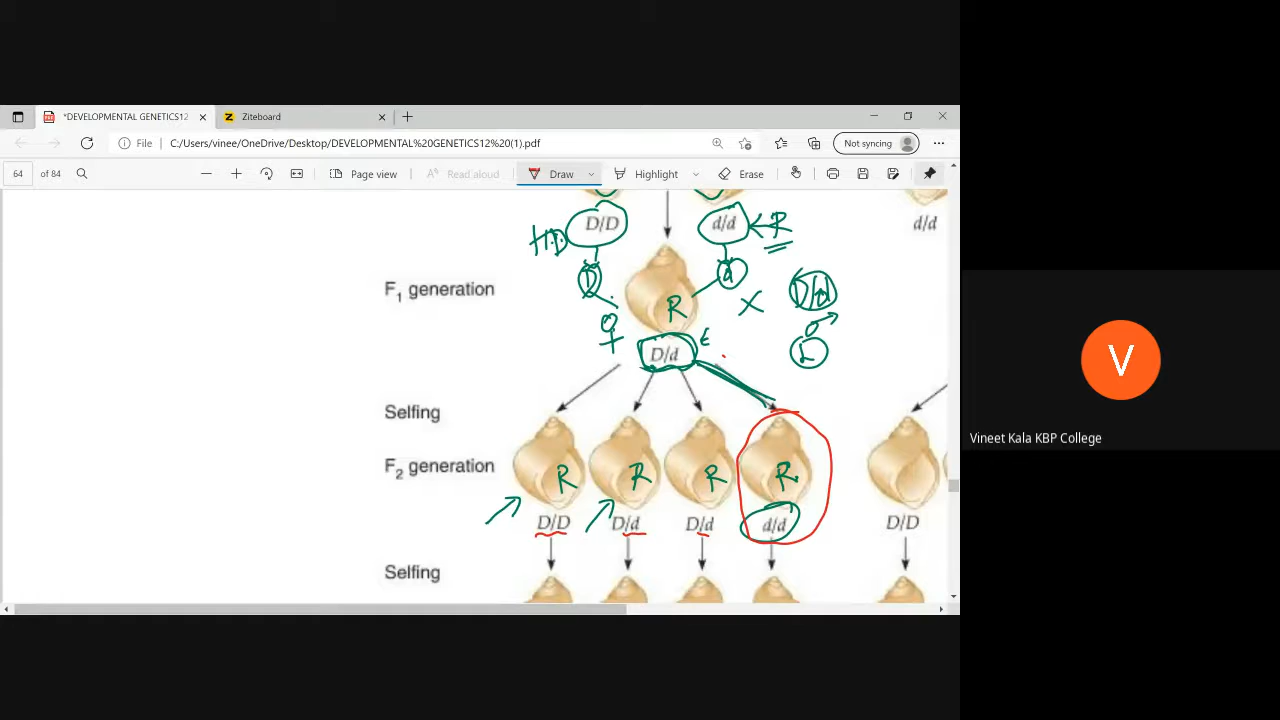 *DEVELOPMENTAL GENETICS12
Ziteboard
File
C:/Users/vinee/OneDrive/Desktop/DEVELOPMENTAL%20GENETICS12%20(1).pdf
Not syncing
64 of 84
Page view
Read aloud
Draw
Highlight
Erase
D/D
d/d
R
d/d
H.D
D
d
F1 generation
R
X
D/d
♀
♂
D/d
Selfing
F2 generation
R
R
R
R
D/D
D/d
D/d
d/d
D/D
Selfing
V
Vineet Kala KBP College